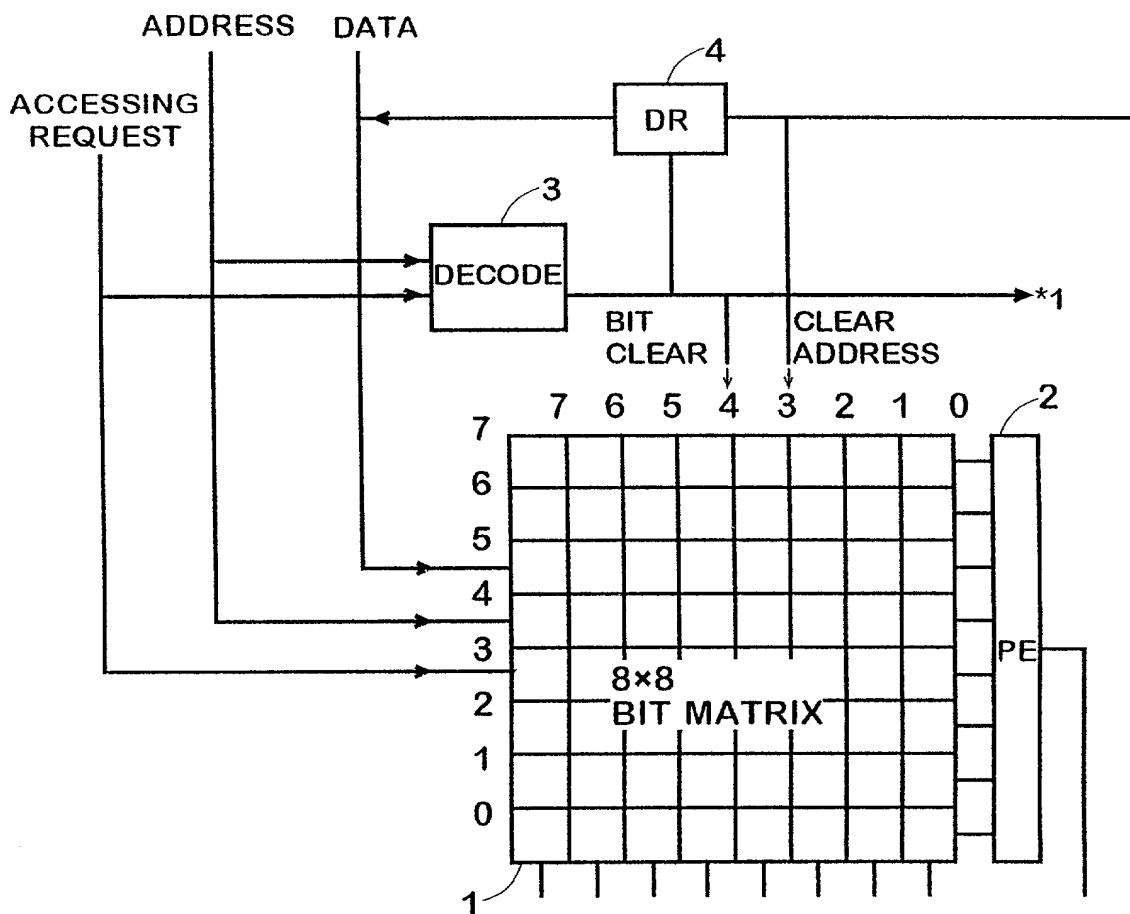 ADDRESS DATA
4
ACCESSING
REQUEST
DR
3
DECODE
*1
BIT
CLEAR
CLEAR
ADDRESS
7 6 5 4 3 2 1 0
2
7
6
5
4
3
2
1
0
PE
8×8
BIT MATRIX
1